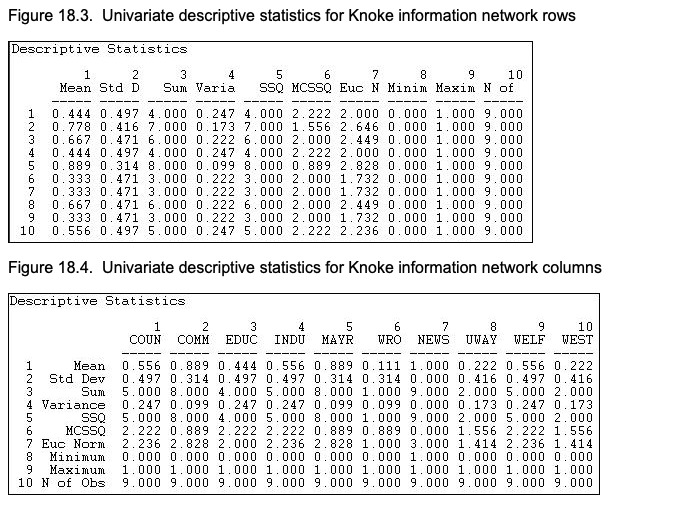 Figure 18.3. Univariate descriptive statistics for Knoke information network rows
Descriptive Statistics
1 2 3 4 5 6 7 8 9 10
Mean Std D Sum Varia SSQ MCSSQ Euc N Minim Maxim N of
1 0.444 0.497 4.000 0.247 4.000 2.222 2.000 0.000 1.000 9.000
2 0.778 0.416 7.000 0.173 7.000 1.556 2.646 0.000 1.000 9.000
3 0.667 0.471 6.000 0.222 6.000 2.000 2.449 0.000 1.000 9.000
4 0.444 0.497 4.000 0.247 4.000 2.222 2.000 0.000 1.000 9.000
5 0.889 0.314 8.000 0.099 8.000 0.889 2.828 0.000 1.000 9.000
6 0.333 0.471 3.000 0.222 3.000 2.000 1.732 0.000 1.000 9.000
7 0.333 0.471 3.000 0.222 3.000 2.000 1.732 0.000 1.000 9.000
8 0.667 0.471 6.000 0.222 6.000 2.000 2.449 0.000 1.000 9.000
9 0.333 0.471 3.000 0.222 3.000 2.000 1.732 0.000 1.000 9.000
10 0.556 0.497 5.000 0.247 5.000 2.222 2.236 0.000 1.000 9.000
Figure 18.4. Univariate descriptive statistics for Knoke information network columns
Descriptive Statistics
1 2 3 4 5 6 7 8 9 10
COUN COMM EDUC INDU MAYR WRO NEWS UWAY WELF WEST
1 Mean 0.556 0.889 0.444 0.556 0.889 0.111 1.000 0.222 0.556 0.222
2 Std Dev 0.497 0.314 0.497 0.497 0.314 0.314 0.000 0.416 0.497 0.416
3 Sum 5.000 8.000 4.000 5.000 8.000 1.000 9.000 2.000 5.000 2.000
4 Variance 0.247 0.099 0.247 0.247 0.099 0.099 0.000 0.173 0.247 0.173
5 SSQ 5.000 8.000 4.000 5.000 8.000 1.000 9.000 2.000 5.000 2.000
6 MCSSQ 2.222 0.889 2.222 2.222 0.889 0.889 0.000 1.556 2.222 1.556
7 Euc Norm 2.236 2.828 2.000 2.236 2.828 1.000 3.000 1.414 2.236 1.414
8 Minimum 0.000 0.000 0.000 0.000 0.000 0.000 1.000 0.000 0.000 0.000
9 Maximum 1.000 1.000 1.000 1.000 1.000 1.000 1.000 1.000 1.000 1.000
10 N of Obs 9.000 9.000 9.000 9.000 9.000 9.000 9.000 9.000 9.000 9.000